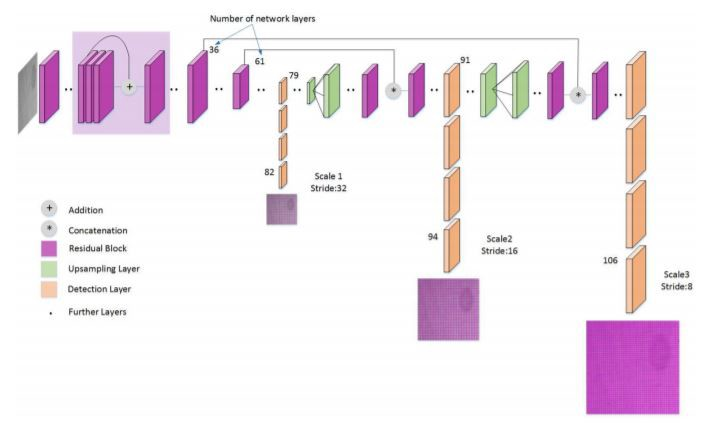 Number of network layers
36
61
79
91
82
Scale 1
Stride:32
94
Scale2
Stride:16
106
Scale3
Stride:8
+
*
*
+ Addition
* Concatenation
Residual Block
Upsampling Layer
Detection Layer
. Further Layers